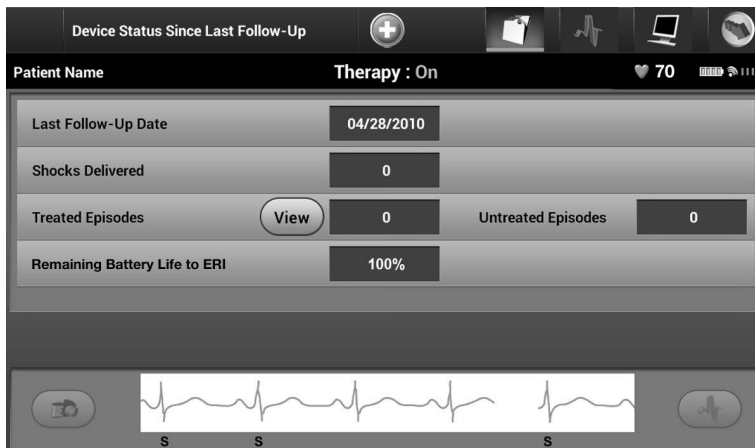 Device Status Since Last Follow-Up
Patient Name Therapy : On 70
Last Follow-Up Date 04/28/2010
Shocks Delivered 0
Treated Episodes View 0 Untreated Episodes 0
Remaining Battery Life to ERI 100%
S S S